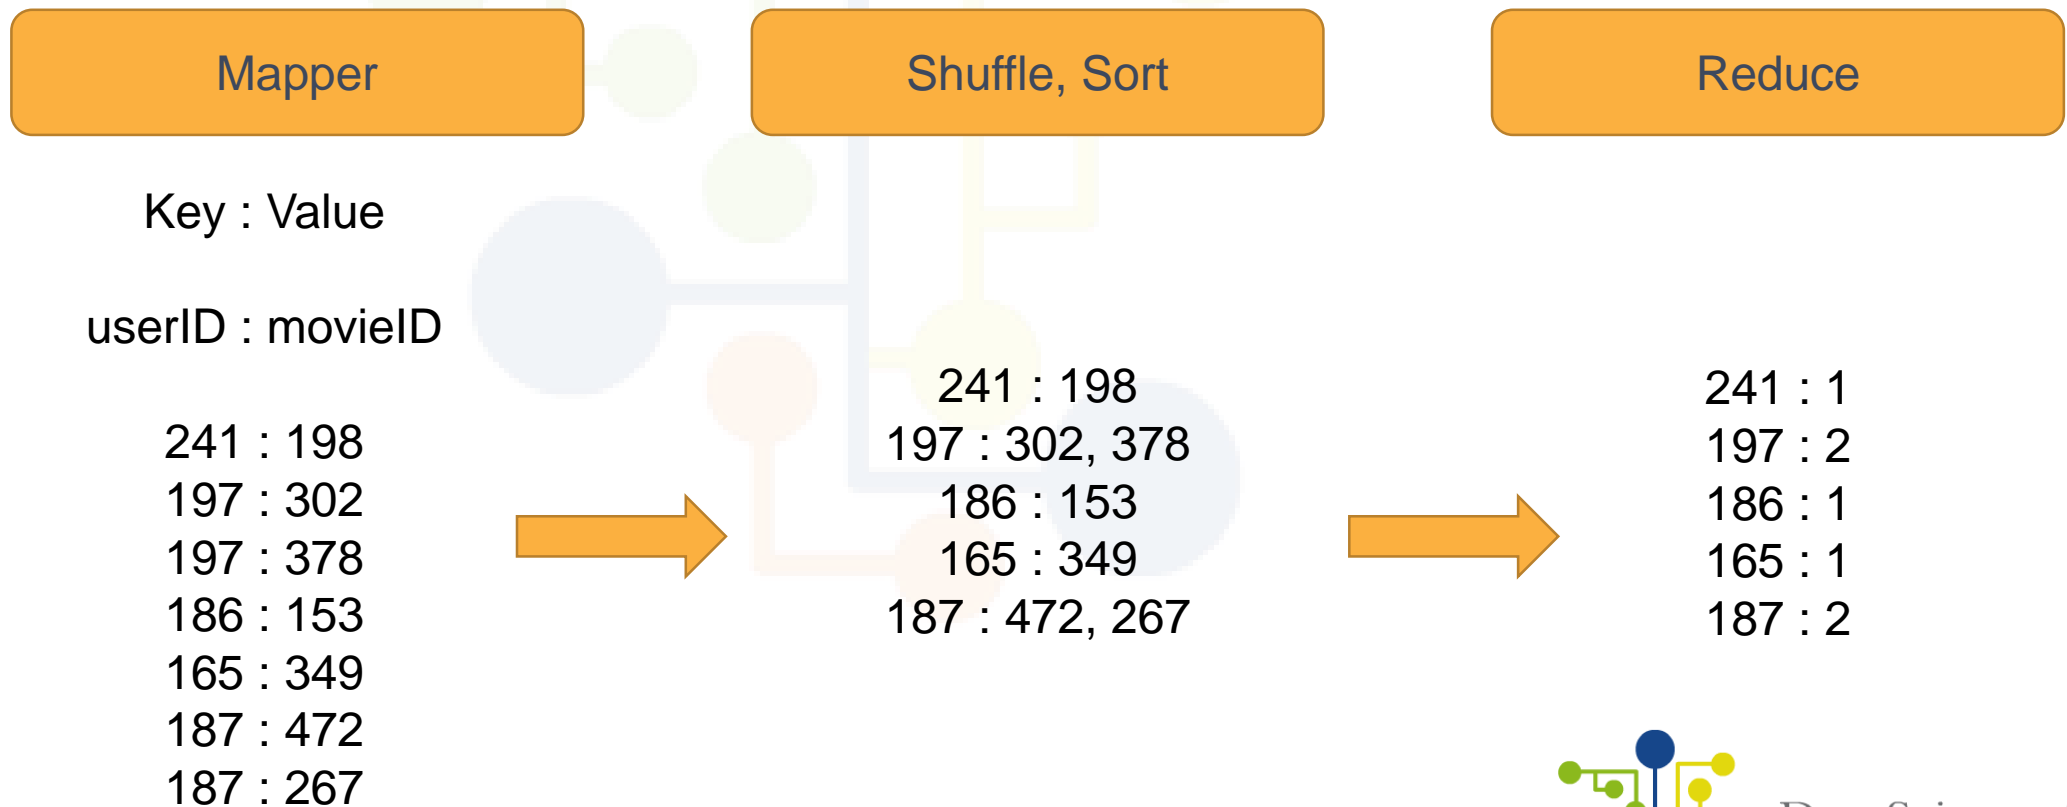 Mapper
Shuffle, Sort
Reduce
Key : Value
userID : movieID
241 : 198
197 : 302
197 : 378
186 : 153
165 : 349
187 : 472
187 : 267
241 : 198
197 : 302, 378
186 : 153
165 : 349
187 : 472, 267
241 : 1
197 : 2
186 : 1
165 : 1
187 : 2